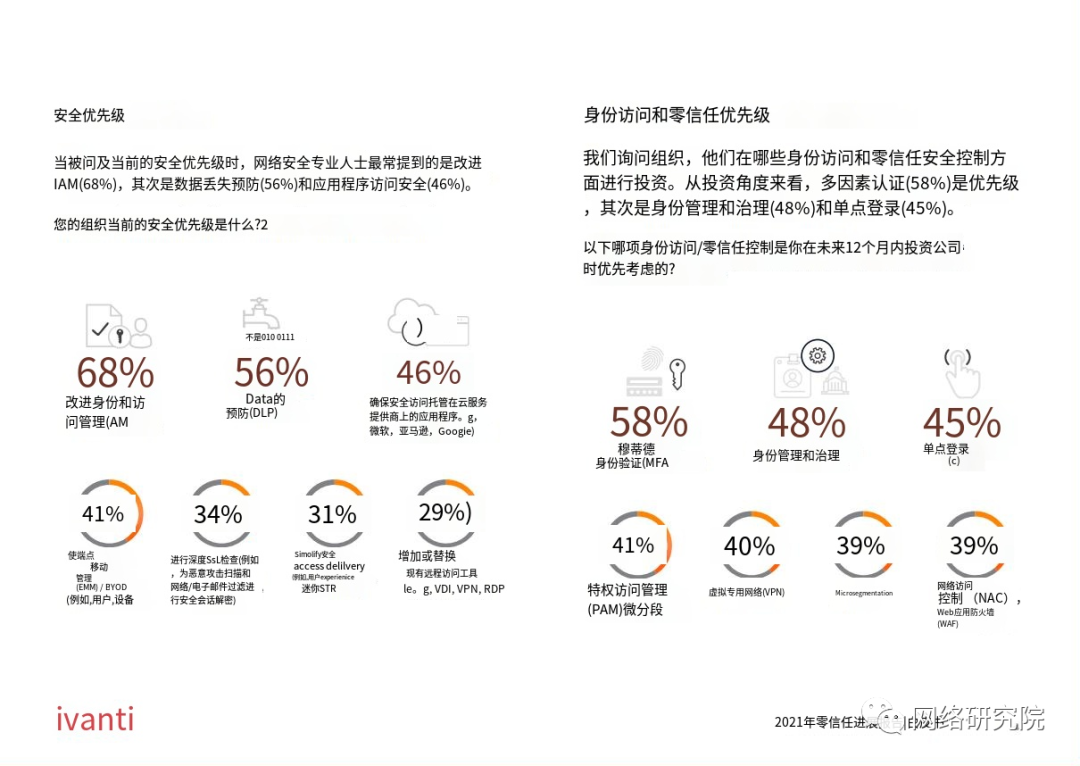 安全优先级
当被问及当前的安全优先级时，网络安全专业人士最常提到的是改进
IAM(68%)，其次是数据丢失预防(56%)和应用程序访问安全(46%)。
您的组织当前的安全优先级是什么?2
不是010 0111
68%
改进身份和访
问管理(AM
56%
Data的
预防(DLP)
46%
确保安全访问托管在云服务
提供商上的应用程序。g，
微软，亚马逊，Googie)
41%
使端点
移动
管理
(EMM) / BYOD
(例如,用户,设备
34%
进行深度SsL检查(例如
，为恶意攻击扫描和
网络/电子邮件过滤进
行安全会话解密)
31%
Simolify安全
access delilvery
(例如,用户experienice
迷你STR
29%)
增加或替换
现有远程访问工具
le。g, VDI, VPN, RDP
ivanti
身份访问和零信任优先级
我们询问组织，他们在哪些身份访问和零信任安全控制方
面进行投资。从投资角度来看，多因素认证(58%)是优先级
，其次是身份管理和治理(48%)和单点登录(45%)。
以下哪项身份访问/零信任控制是你在未来12个月内投资公司
时优先考虑的?
58%
穆蒂德
身份验证(MFA
48%
身份管理和治理
45%
单点登录
(c)
41%
特权访问管理
(PAM)微分段
40%
虚拟专用网络(VPN)
39%
Microsegmentation
39%
网络访问
控制 （NAC），
Web应用防火墙
(WAF)
2021年零信任进展
网络研究院